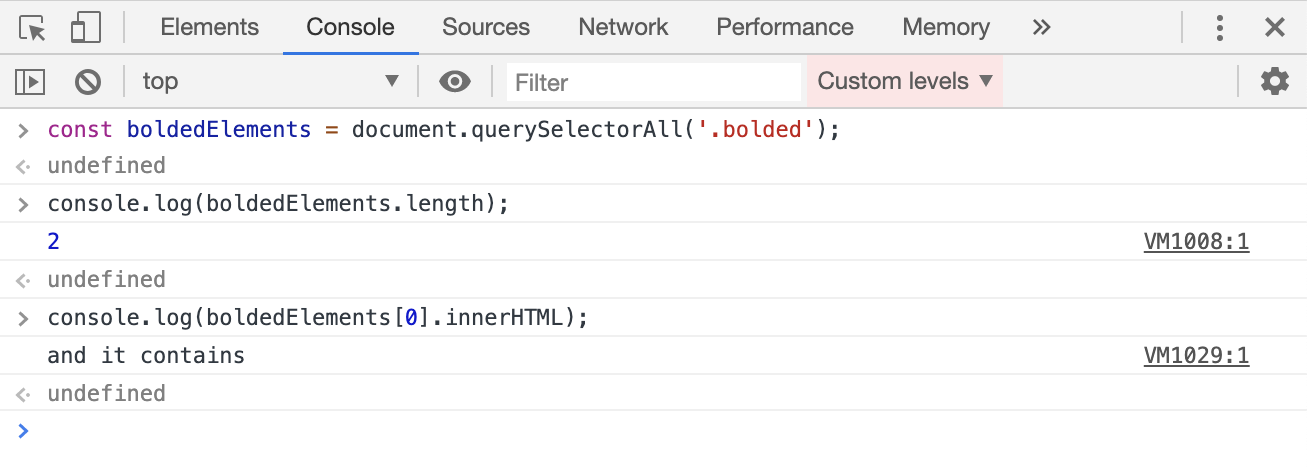 Elements Console Sources Network Performance Memory »
top ▼ Filter Custom levels ▼
> const boldedElements = document.querySelectorAll('.bolded');
undefined
> console.log(boldedElements.length);
2 VM1008:1
undefined
> console.log(boldedElements[0].innerHTML);
and it contains VM1029:1
undefined
>